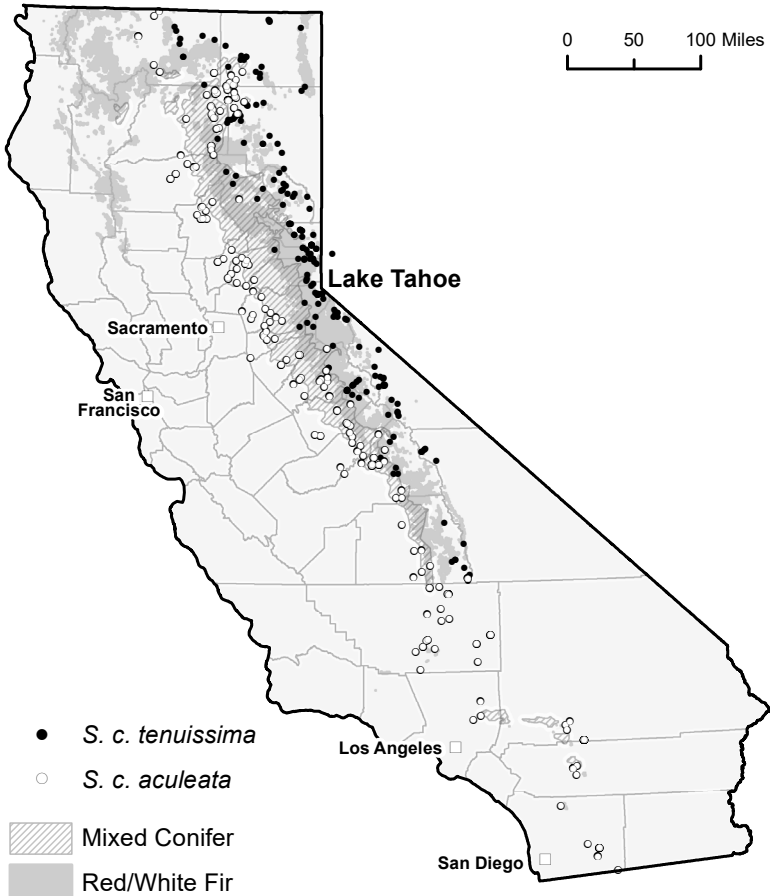 0 50 100 Miles
Lake Tahoe
Sacramento
San
Francisco
S. c. tenuissima
S. c. aculeata
Los Angeles
Mixed Conifer
San Diego
Red/White Fir